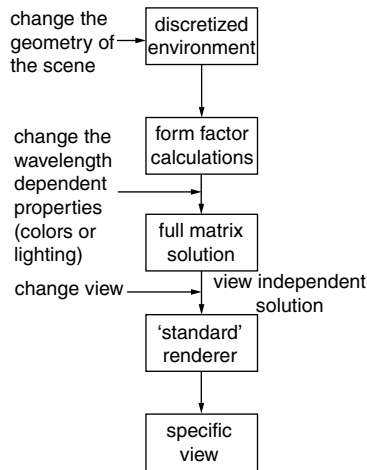 change the
geometry of
the scene
discretized
environment
form factor
calculations
change the
wavelength
dependent
properties
(colors or
lighting)
full matrix
solution
change view
view independent
solution
‘standard’
renderer
specific
view